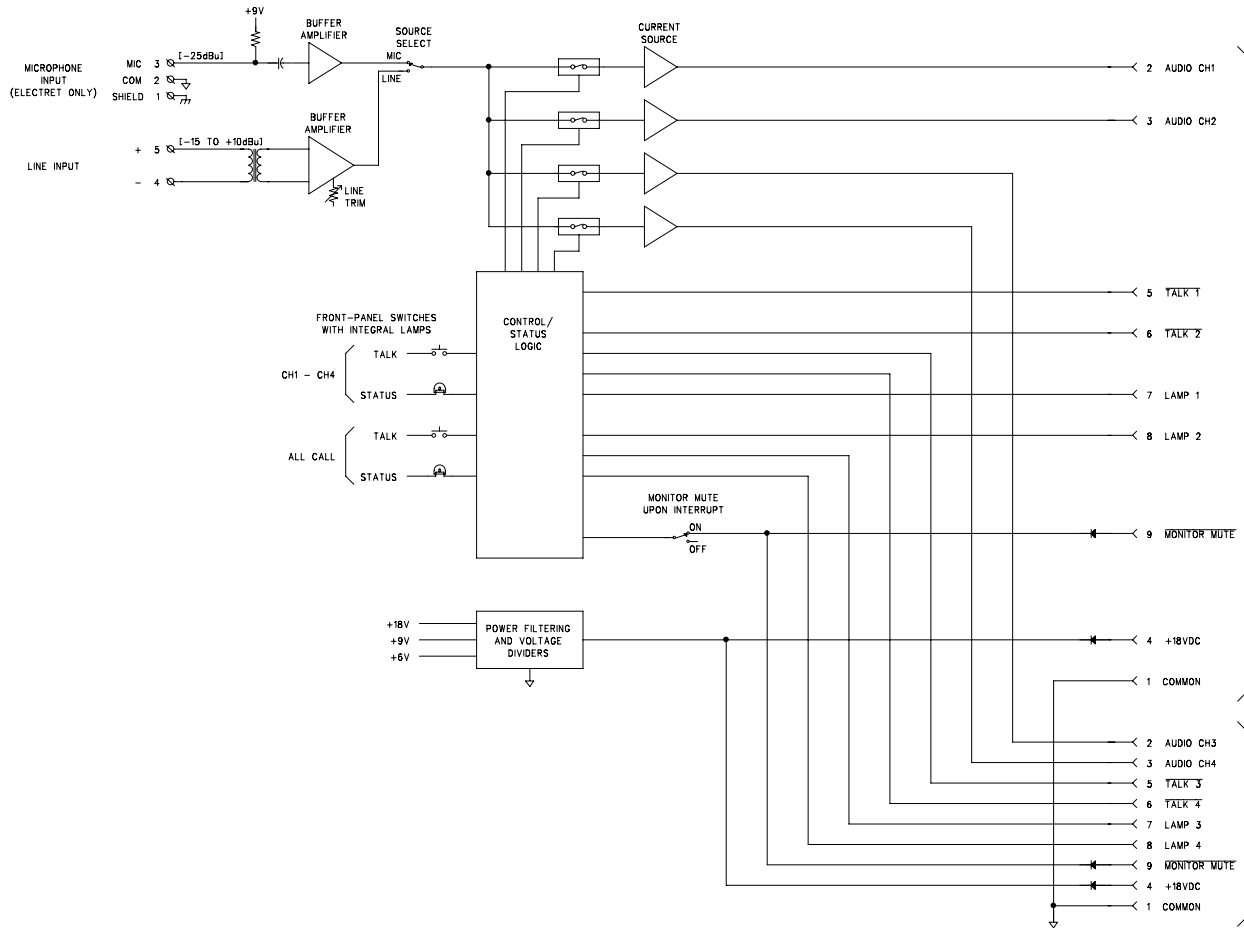 +9V
BUFFER
AMPLIFIER
SOURCE
SELECT
CURRENT
SOURCE
MICROPHONE
INPUT
(ELECTRET ONLY)
MIC 3
[-25dBu]
COM 2
SHIELD 1
MIC
LINE
2 AUDIO CH1
3 AUDIO CH2
BUFFER
AMPLIFIER
LINE INPUT
+ 5
[-15 TO +10dBu]
- 4
LINE
TRIM
CONTROL/
STATUS
LOGIC
FRONT-PANEL SWITCHES
WITH INTEGRAL LAMPS
CH1 - CH4
TALK
STATUS
ALL CALL
TALK
STATUS
5 TALK 1
6 TALK 2
7 LAMP 1
8 LAMP 2
MONITOR MUTE
UPON INTERRUPT
ON
OFF
9 MONITOR MUTE
+18V
+9V
+6V
POWER FILTERING
AND VOLTAGE
DIVIDERS
4 +18VDC
1 COMMON
2 AUDIO CH3
3 AUDIO CH4
5 TALK 3
6 TALK 4
7 LAMP 3
8 LAMP 4
9 MONITOR MUTE
4 +18VDC
1 COMMON